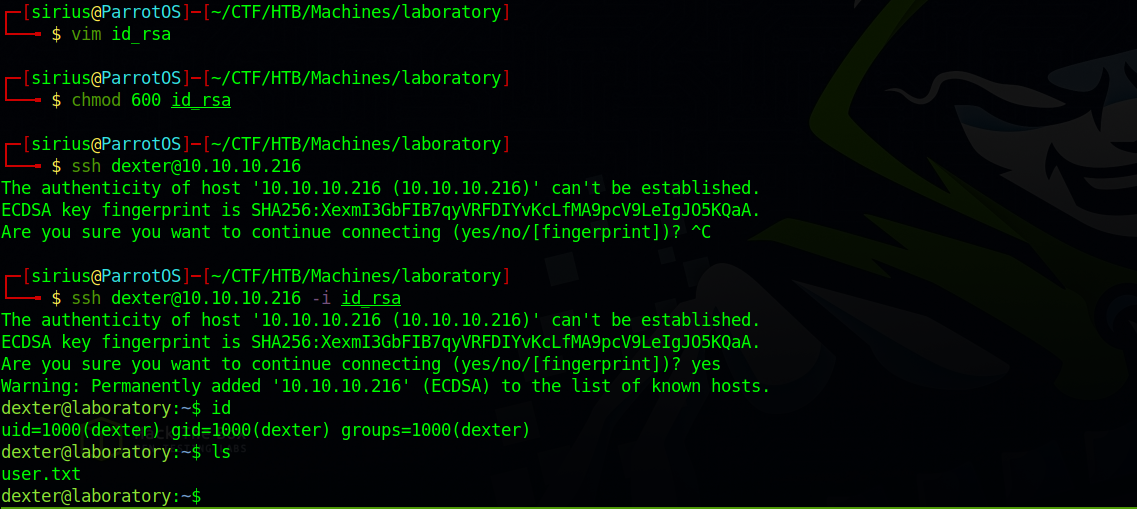 ┌─[sirius@ParrotOS]─[~/CTF/HTB/Machines/laboratory]
└──╼ $ vim id_rsa
┌─[sirius@ParrotOS]─[~/CTF/HTB/Machines/laboratory]
└──╼ $ chmod 600 id_rsa
┌─[sirius@ParrotOS]─[~/CTF/HTB/Machines/laboratory]
└──╼ $ ssh dexter@10.10.10.216
The authenticity of host '10.10.10.216 (10.10.10.216)' can't be established.
ECDSA key fingerprint is SHA256:XexmI3GbFIB7qyVRFDIYvKcLfMA9pcV9LeIgJO5KQaA.
Are you sure you want to continue connecting (yes/no/[fingerprint])? ^C
┌─[sirius@ParrotOS]─[~/CTF/HTB/Machines/laboratory]
└──╼ $ ssh dexter@10.10.10.216 -i id_rsa
The authenticity of host '10.10.10.216 (10.10.10.216)' can't be established.
ECDSA key fingerprint is SHA256:XexmI3GbFIB7qyVRFDIYvKcLfMA9pcV9LeIgJO5KQaA.
Are you sure you want to continue connecting (yes/no/[fingerprint])? yes
Warning: Permanently added '10.10.10.216' (ECDSA) to the list of known hosts.
dexter@laboratory:~$ id
uid=1000(dexter) gid=1000(dexter) groups=1000(dexter)
dexter@laboratory:~$ ls
user.txt
dexter@laboratory:~$